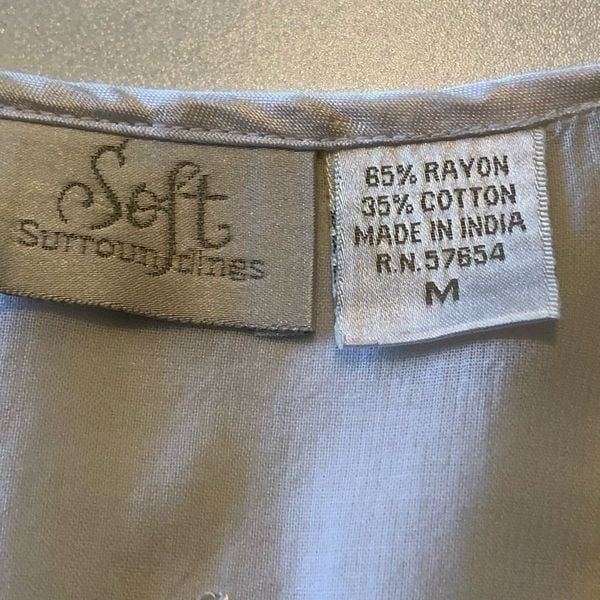 Soft
Surroundings
65% RAYON
35% COTTON
MADE IN INDIA
R.N.57654
M